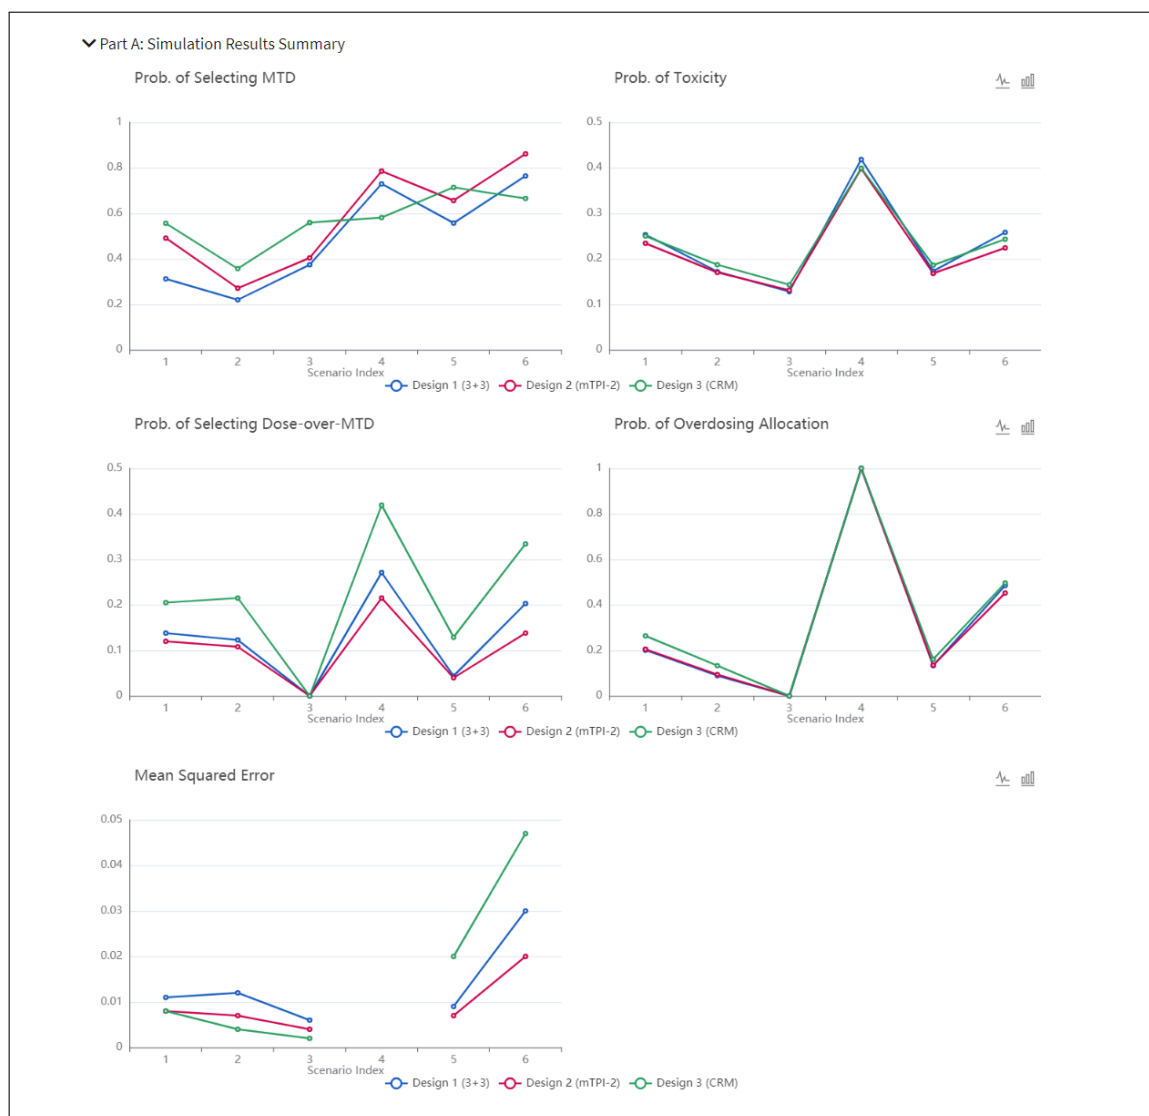 Part A: Simulation Results Summary
Prob. of Selecting MTD
1
0.8
0.6
0.4
0.2
0
1 2 3 4 5 6
Scenario Index
Prob. of Toxicity
0.5
0.4
0.3
0.2
0.1
0
1 2 3 4 5 6
Scenario Index
Design 1 (3+3) Design 2 (mTPI-2) Design 3 (CRM)
Prob. of Selecting Dose-over-MTD
0.5
0.4
0.3
0.2
0.1
0
1 2 3 4 5 6
Scenario Index
Prob. of Overdosing Allocation
1
0.8
0.6
0.4
0.2
0
1 2 3 4 5 6
Scenario Index
Design 1 (3+3) Design 2 (mTPI-2) Design 3 (CRM)
Mean Squared Error
0.05
0.04
0.03
0.02
0.01
0
1 2 3 4 5 6
Scenario Index
Design 1 (3+3) Design 2 (mTPI-2) Design 3 (CRM)